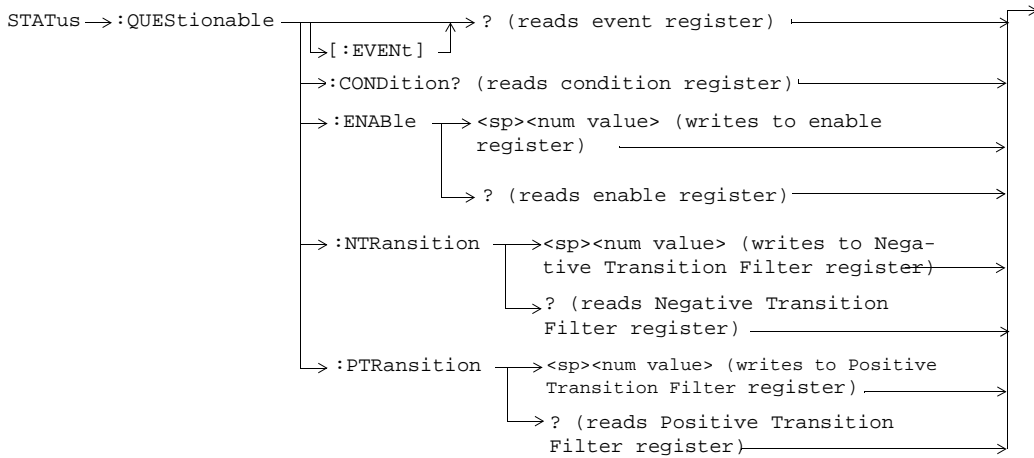 STATus :QUEStionable ? (reads event register)
[:EVENt]
:CONDition? (reads condition register)
:ENABle <sp><num value> (writes to enable
register)
? (reads enable register)
:NTRansition <sp><num value> (writes to Nega-
tive Transition Filter register)
? (reads Negative Transition
Filter register)
:PTRansition <sp><num value> (writes to Positive
Transition Filter register)
? (reads Positive Transition
Filter register)